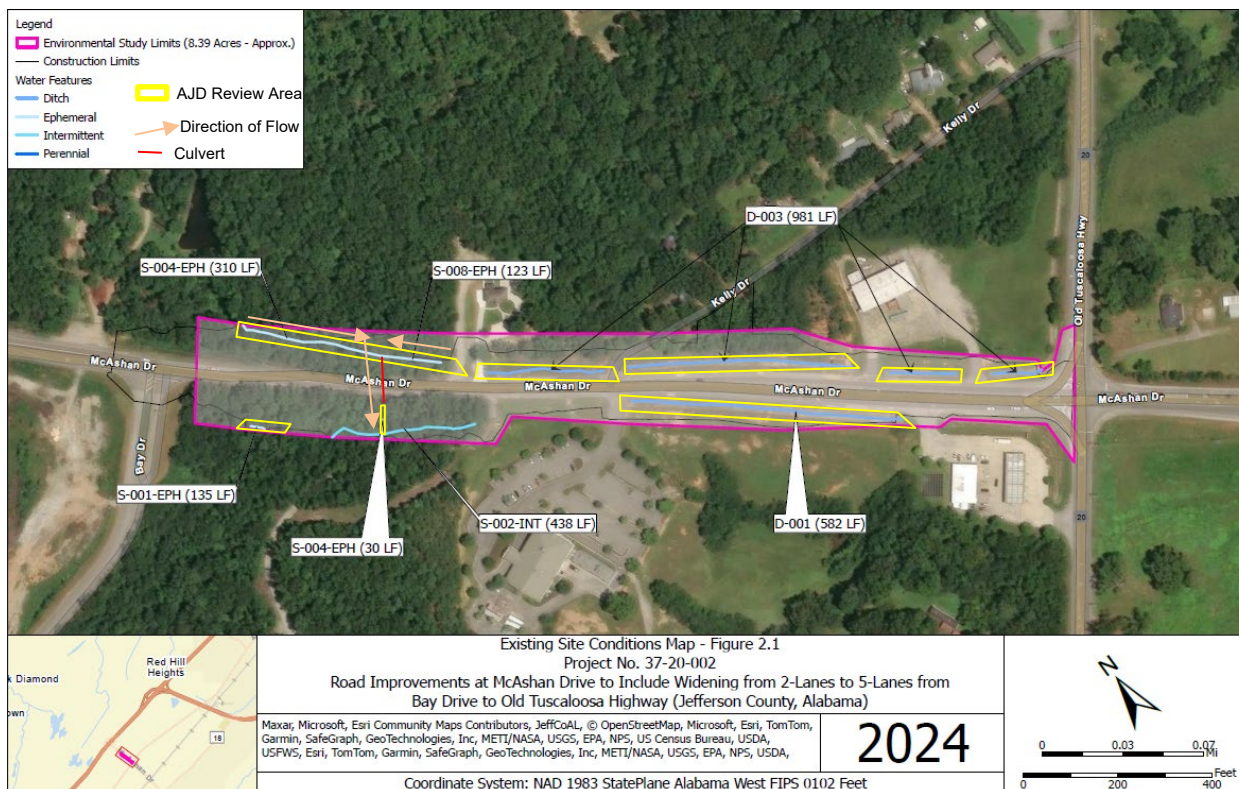 Legend
Environmental Study Limits (8.39 Acres - Approx.)
Construction Limits
Water Features
Ditch
Ephemeral
Intermittent
Perennial
AJD Review Area
Direction of Flow
Culvert
Kelly Dr
20
Old Tuscaloosa Hwy
D-003 (981 LF)
S-004-EPH (310 LF)
S-008-EPH (123 LF)
Kelly Dr
McAshan Dr
McAshan Dr
McAshan Dr
McAshan Dr
McAshan Dr
Bay Dr
S-001-EPH (135 LF)
S-002-INT (438 LF)
D-001 (582 LF)
20
S-004-EPH (30 LF)
Red Hill
Heights
k Diamond
own
18
an Dr
Existing Site Conditions Map - Figure 2.1
Project No. 37-20-002
Road Improvements at McAshan Drive to Include Widening from 2-Lanes to 5-Lanes from
Bay Drive to Old Tuscaloosa Highway (Jefferson County, Alabama)
Maxar, Microsoft, Esri Community Maps Contributors, JeffCoAL, © OpenStreetMap, Microsoft, Esri, TomTom,
Garmin, SafeGraph, GeoTechnologies, Inc, METI/NASA, USGS, EPA, NPS, US Census Bureau, USDA,
USFWS, Esri, TomTom, Garmin, SafeGraph, GeoTechnologies, Inc, METI/NASA, USGS, EPA, NPS, USDA,
2024
Coordinate System: NAD 1983 StatePlane Alabama West FIPS 0102 Feet
N
0 0.03 0.07
Mi
Feet
0 200 400